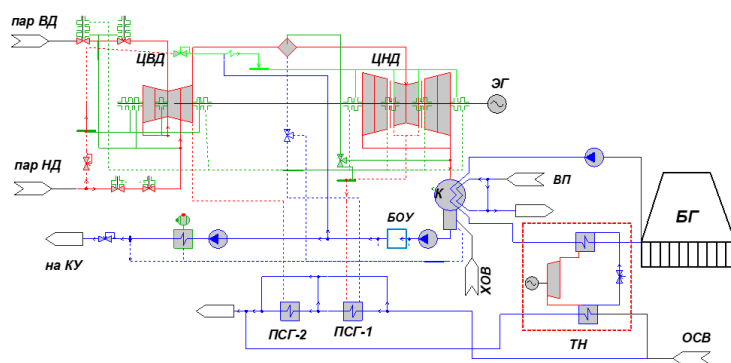 пар ВД
ЦВД
ЦНД
ЭГ
пар НД
К
ВП
БГ
БОУ
на КУ
ХОВ
ПСГ-2
ПСГ-1
ТН
ОСВ